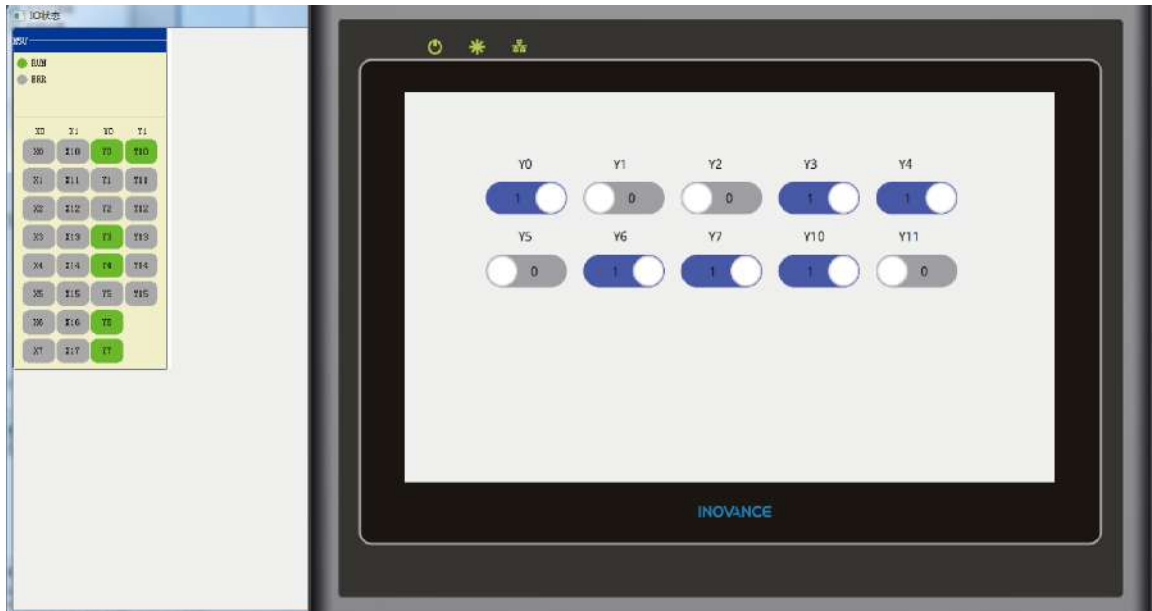 IO状态
H5U
RUN
ERR
X0 X1 Y0 Y1
X0 X10 Y0 Y10
X1 X11 Y1 Y11
X2 X12 Y2 Y12
X3 X13 Y3 Y13
X4 X14 Y4 Y14
X5 X15 Y5 Y15
X6 X16 Y6
X7 X17 Y7
Y0 Y1 Y2 Y3 Y4
1 0 0 1 1
Y5 Y6 Y7 Y10 Y11
0 1 1 1 0
INOVANCE